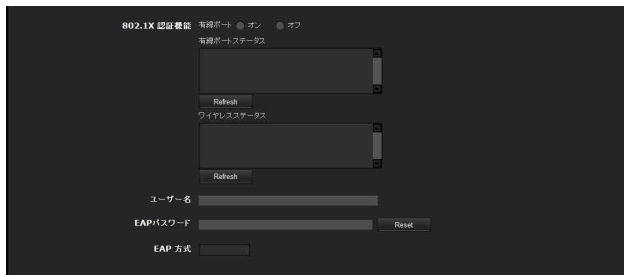 802.1X 認証機能 有線ポート オン オフ
有線ポートステータス
Refresh
ワイヤレスステータス
Refresh
ユーザー名
EAPパスワード Reset
EAP 方式